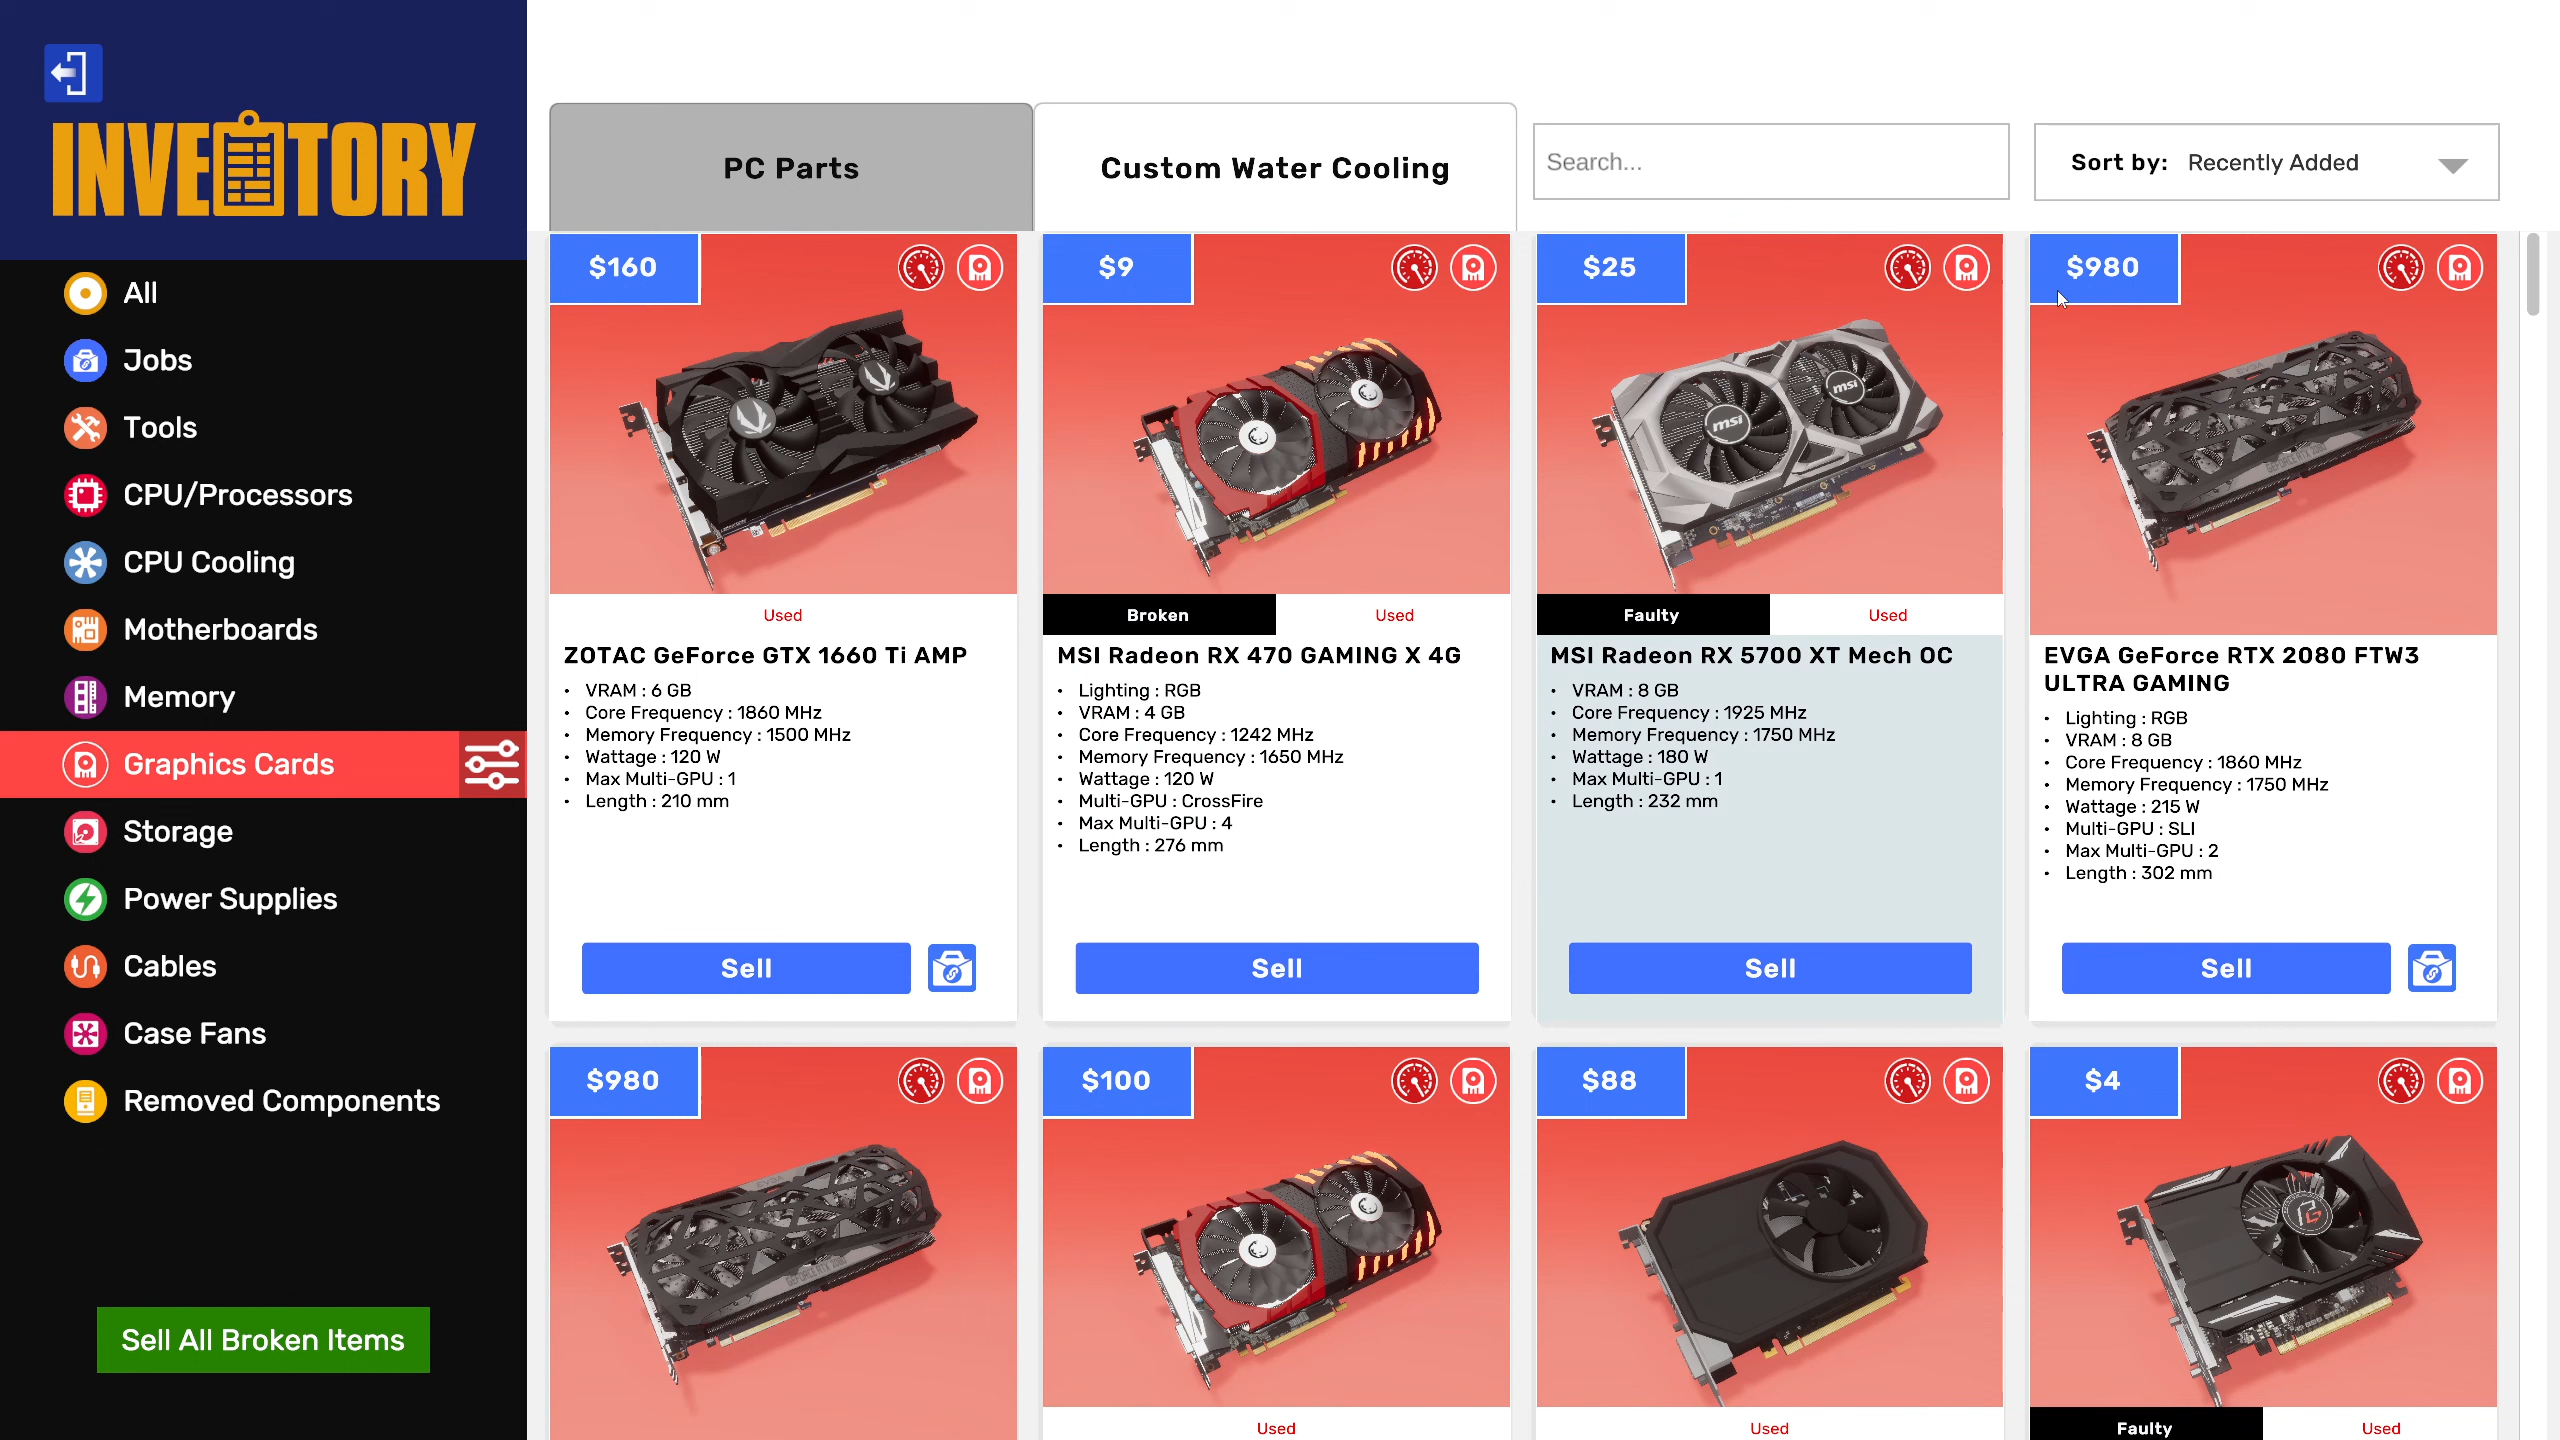 INVENTORY
All
Jobs
Tools
CPU/Processors
CPU Cooling
Motherboards
Memory
Graphics Cards
Storage
Power Supplies
Cables
Case Fans
Removed Components
Sell All Broken Items
PC Parts
Custom Water Cooling
Search...
Sort by: Recently Added
$160
Used
ZOTAC GeForce GTX 1660 Ti AMP
• VRAM : 6 GB
• Core Frequency : 1860 MHz
• Memory Frequency : 1500 MHz
• Wattage : 120 W
• Max Multi-GPU : 1
• Length : 210 mm
Sell
$9
Broken
Used
MSI Radeon RX 470 GAMING X 4G
• Lighting : RGB
• VRAM : 4 GB
• Core Frequency : 1242 MHz
• Memory Frequency : 1650 MHz
• Wattage : 120 W
• Multi-GPU : CrossFire
• Max Multi-GPU : 4
• Length : 276 mm
Sell
$25
msi
msi
Faulty
Used
MSI Radeon RX 5700 XT Mech OC
• VRAM : 8 GB
• Core Frequency : 1925 MHz
• Memory Frequency : 1750 MHz
• Wattage : 180 W
• Max Multi-GPU : 1
• Length : 232 mm
Sell
$980
EVGA GeForce RTX 2080 FTW3
ULTRA GAMING
• Lighting : RGB
• VRAM : 8 GB
• Core Frequency : 1860 MHz
• Memory Frequency : 1750 MHz
• Wattage : 215 W
• Multi-GPU : SLI
• Max Multi-GPU : 2
• Length : 302 mm
Sell
$980
$100
Used
$88
Used
$4
Faulty
Used